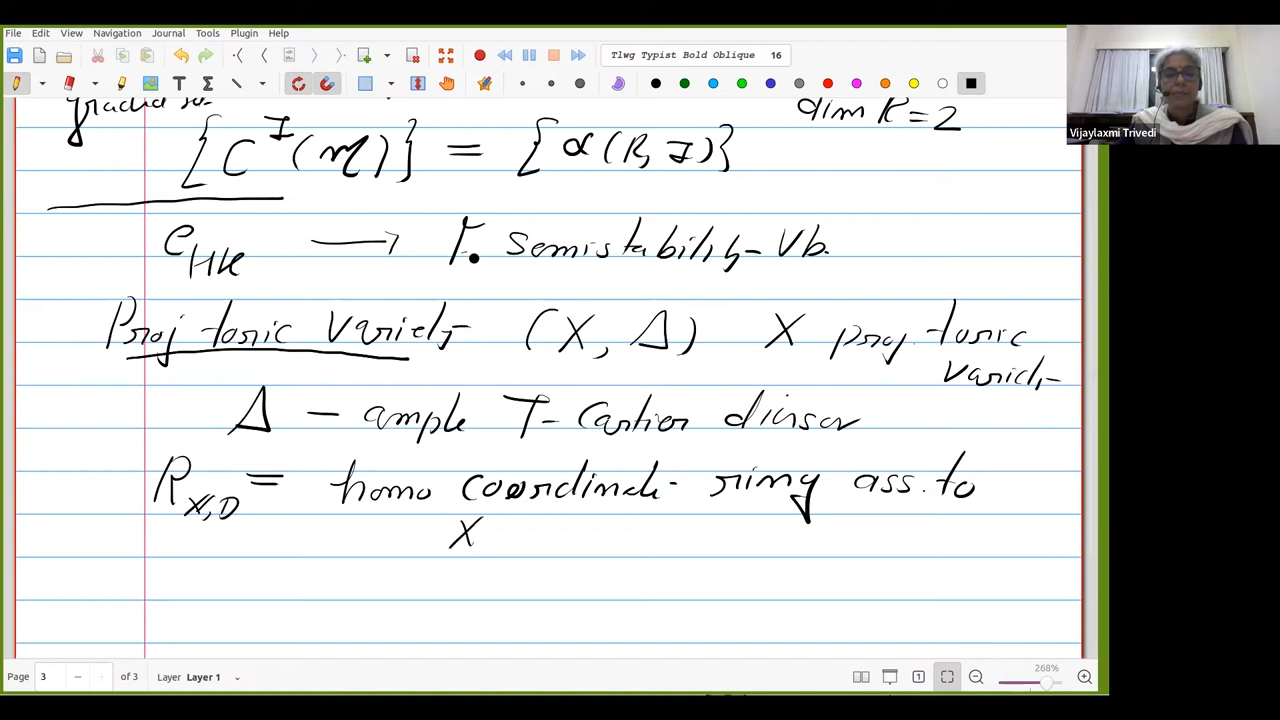 File Edit View Navigation Journal Tools Plugin Help
Tlwg Typist Bold Oblique 16
Vijaylaxmi Trivedi
graded
dim R = 2
{C^I(m)} = {α(R, I)}
e_HK → F. semistability Vb.
Proj toric Variety (X, Δ) X proj. toric
variety
Δ - ample T-Cartier divisor
R_X,D = homo coordinate ring ass. to
X
Page 3 of 3 Layer Layer 1 268%